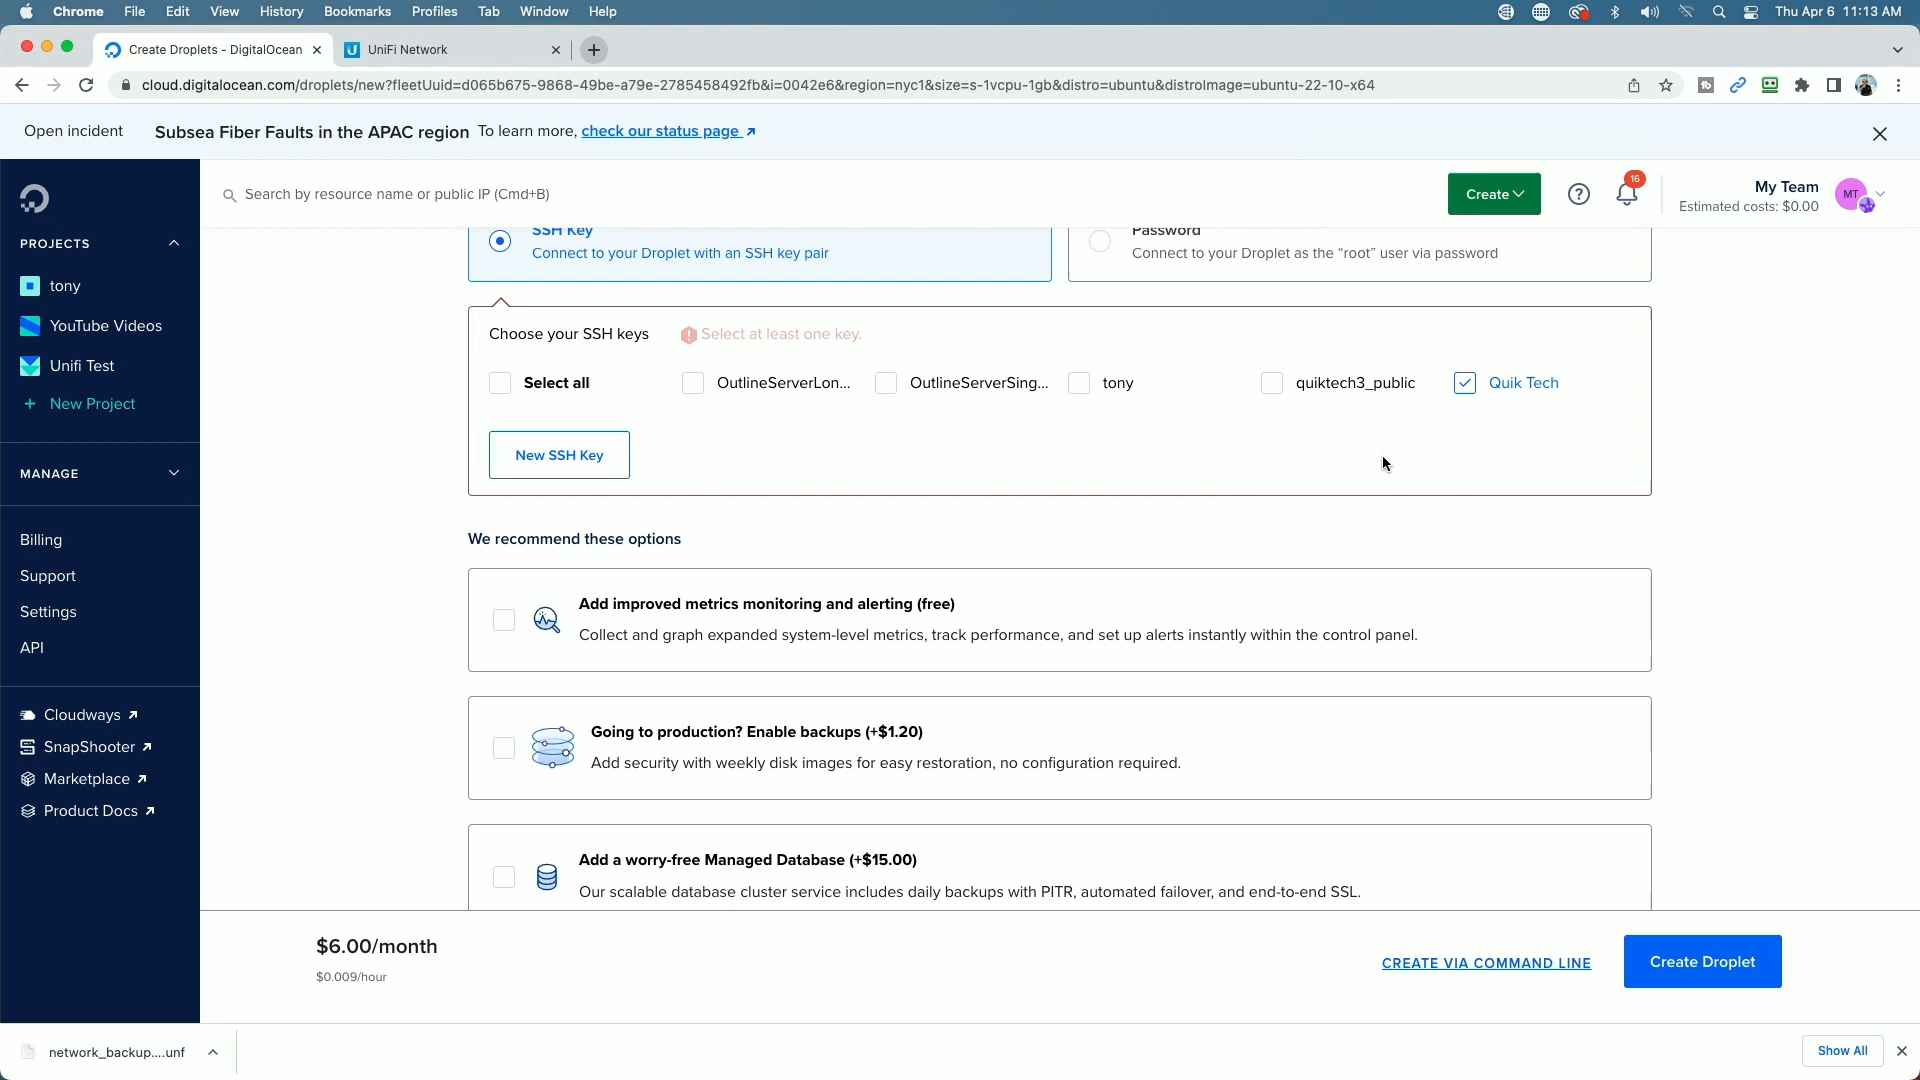 Chrome File Edit View History Bookmarks Profiles Tab Window Help Thu Apr 6 11:13 AM
Create Droplets - DigitalOcean
UniFi Network
cloud.digitalocean.com/droplets/new?fleetUuid=d065b675-9868-49be-a79e-2785458492fb&i=0042e6&region=nyc1&size=s-1vcpu-1gb&distro=ubuntu&distroImage=ubuntu-22-10-x64
Open incident Subsea Fiber Faults in the APAC region To learn more, check our status page
Search by resource name or public IP (Cmd+B)
Create
16
My Team
Estimated costs: $0.00
MT
PROJECTS
tony
YouTube Videos
Unifi Test
+ New Project
MANAGE
Billing
Support
Settings
API
Cloudways
SnapShooter
Marketplace
Product Docs
SSH Key
Connect to your Droplet with an SSH key pair
Password
Connect to your Droplet as the “root” user via password
Choose your SSH keys
Select at least one key.
Select all
OutlineServerLon...
OutlineServerSing...
tony
quiktech3_public
Quik Tech
New SSH Key
We recommend these options
Add improved metrics monitoring and alerting (free)
Collect and graph expanded system-level metrics, track performance, and set up alerts instantly within the control panel.
Going to production? Enable backups (+$1.20)
Add security with weekly disk images for easy restoration, no configuration required.
Add a worry-free Managed Database (+$15.00)
Our scalable database cluster service includes daily backups with PITR, automated failover, and end-to-end SSL.
$6.00/month
$0.009/hour
CREATE VIA COMMAND LINE
Create Droplet
network_backup....unf
Show All